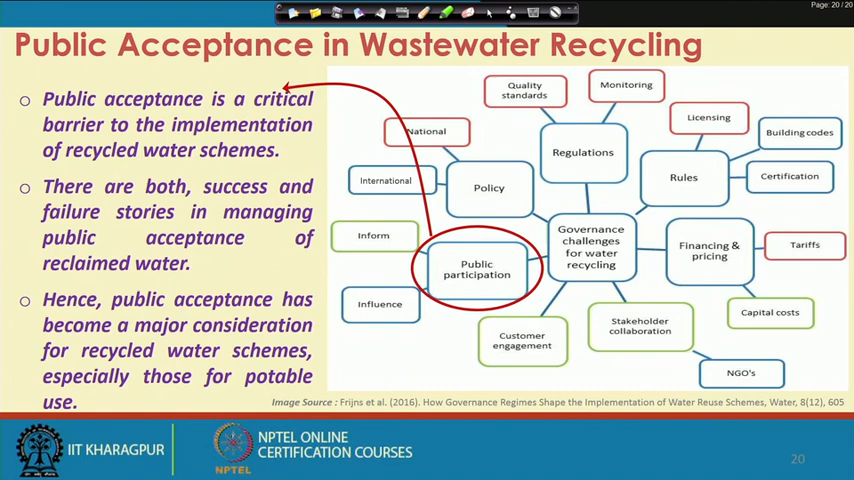 Page: 20 / 20
Public Acceptance in Wastewater Recycling
o Public acceptance is a critical
barrier to the implementation
of recycled water schemes.
o There are both, success and
failure stories in managing
public acceptance of
reclaimed water.
o Hence, public acceptance has
become a major consideration
for recycled water schemes,
especially those for potable
use.
Quality
standards
Monitoring
National
Regulations
Licensing
Building codes
International
Policy
Rules
Certification
Inform
Public
participation
Governance
challenges
for water
recycling
Financing &
pricing
Tariffs
Influence
Customer
engagement
Stakeholder
collaboration
Capital costs
NGO's
Image Source : Frijns et al. (2016). How Governance Regimes Shape the Implementation of Water Reuse Schemes, Water, 8(12), 605
IIT KHARAGPUR
NPTEL
NPTEL ONLINE
CERTIFICATION COURSES
20